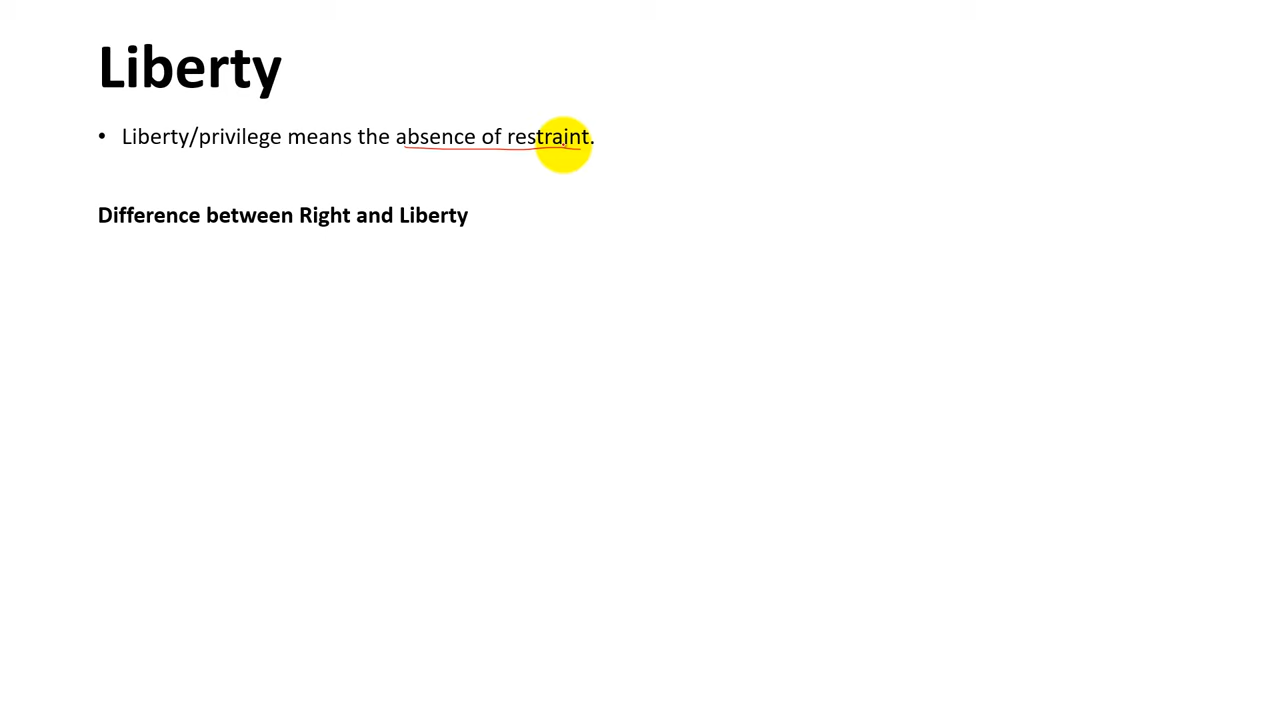 Liberty
• Liberty/privilege means the absence of restraint.
Difference between Right and Liberty